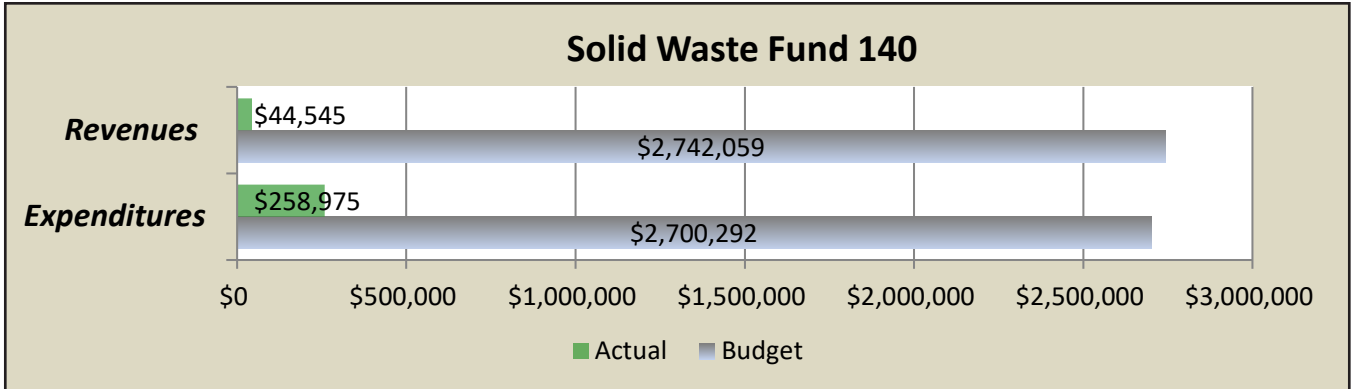 Solid Waste Fund 140
Revenues
$44,545
$2,742,059
Expenditures
$258,975
$2,700,292
$0 $500,000 $1,000,000 $1,500,000 $2,000,000 $2,500,000 $3,000,000
Actual Budget